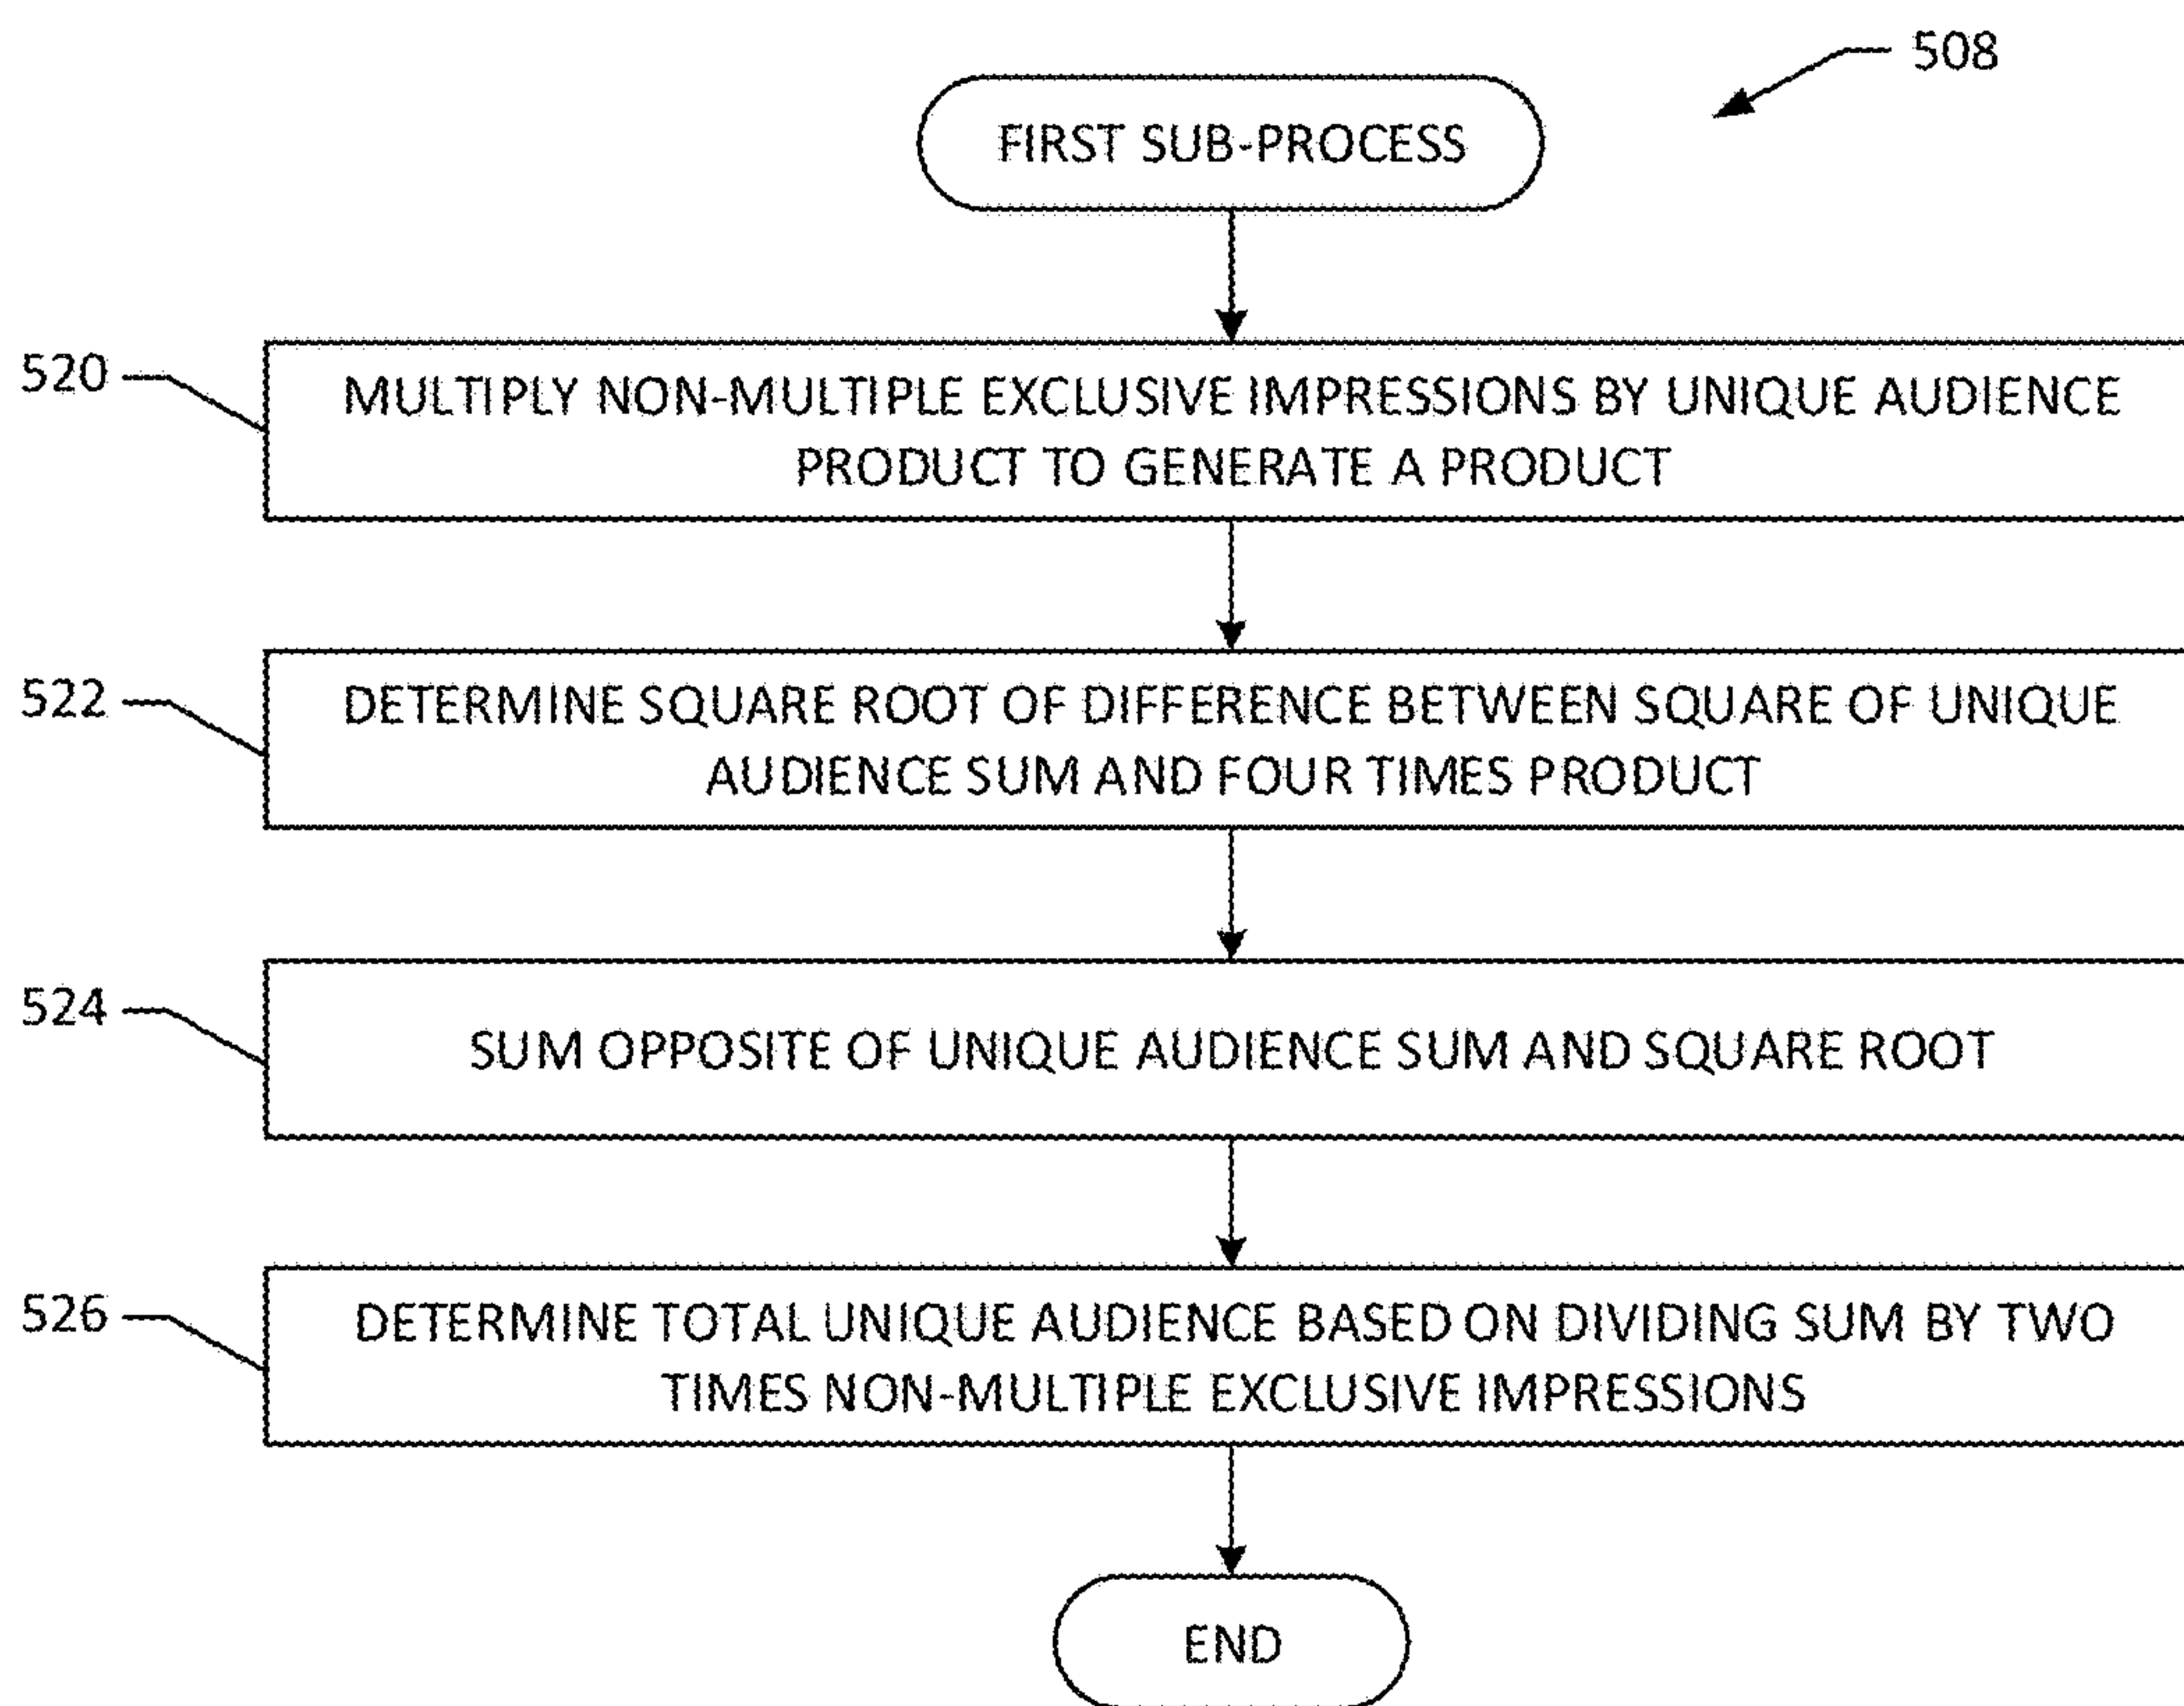 508
FIRST SUB-PROCESS
520
MULTIPLY NON-MULTIPLE EXCLUSIVE IMPRESSIONS BY UNIQUE AUDIENCE
PRODUCT TO GENERATE A PRODUCT
522
DETERMINE SQUARE ROOT OF DIFFERENCE BETWEEN SQUARE OF UNIQUE
AUDIENCE SUM AND FOUR TIMES PRODUCT
524
SUM OPPOSITE OF UNIQUE AUDIENCE SUM AND SQUARE ROOT
526
DETERMINE TOTAL UNIQUE AUDIENCE BASED ON DIVIDING SUM BY TWO
TIMES NON-MULTIPLE EXCLUSIVE IMPRESSIONS
END